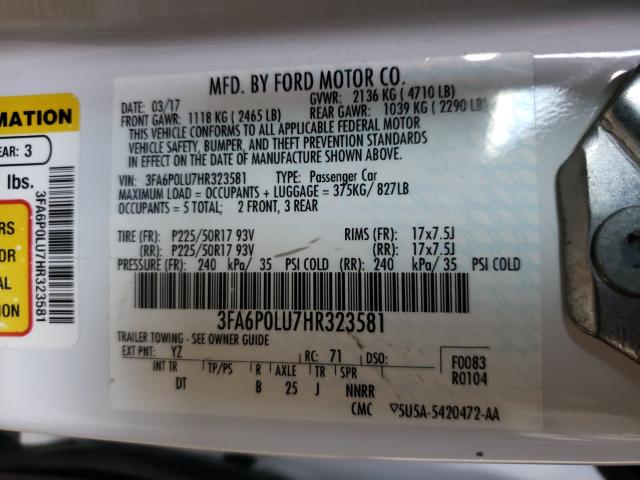 MATION
EAR: 3
lbs.
RS
OR
AL
ION
3FA6P0LU7HR323581
MFD. BY FORD MOTOR CO.
DATE: 03/17 GVWR: 2136 KG ( 4710 LB)
FRONT GAWR: 1118 KG ( 2465 LB) REAR GAWR: 1039 KG ( 2290 LB)
THIS VEHICLE CONFORMS TO ALL APPLICABLE FEDERAL MOTOR
VEHICLE SAFETY, BUMPER, AND THEFT PREVENTION STANDARDS
IN EFFECT ON THE DATE OF MANUFACTURE SHOWN ABOVE.
VIN: 3FA6P0LU7HR323581 TYPE: Passenger Car
MAXIMUM LOAD = OCCUPANTS + LUGGAGE = 375KG/ 827LB
OCCUPANTS = 5 TOTAL; 2 FRONT, 3 REAR
TIRE (FR): P225/50R17 93V RIMS (FR): 17x7.5J
(RR): P225/50R17 93V (RR): 17x7.5J
PRESSURE (FR): 240 kPa/ 35 PSI COLD (RR): 240 kPa/ 35 PSI COLD
3FA6P0LU7HR323581
TRAILER TOWING - SEE OWNER GUIDE
EXT PNT: YZ RC: 71 DSO: F0083
INT TR TP/PS R AXLE TR SPR R0104
DT B 25 J NNRR
CMC ▽5U5A-5420472-AA